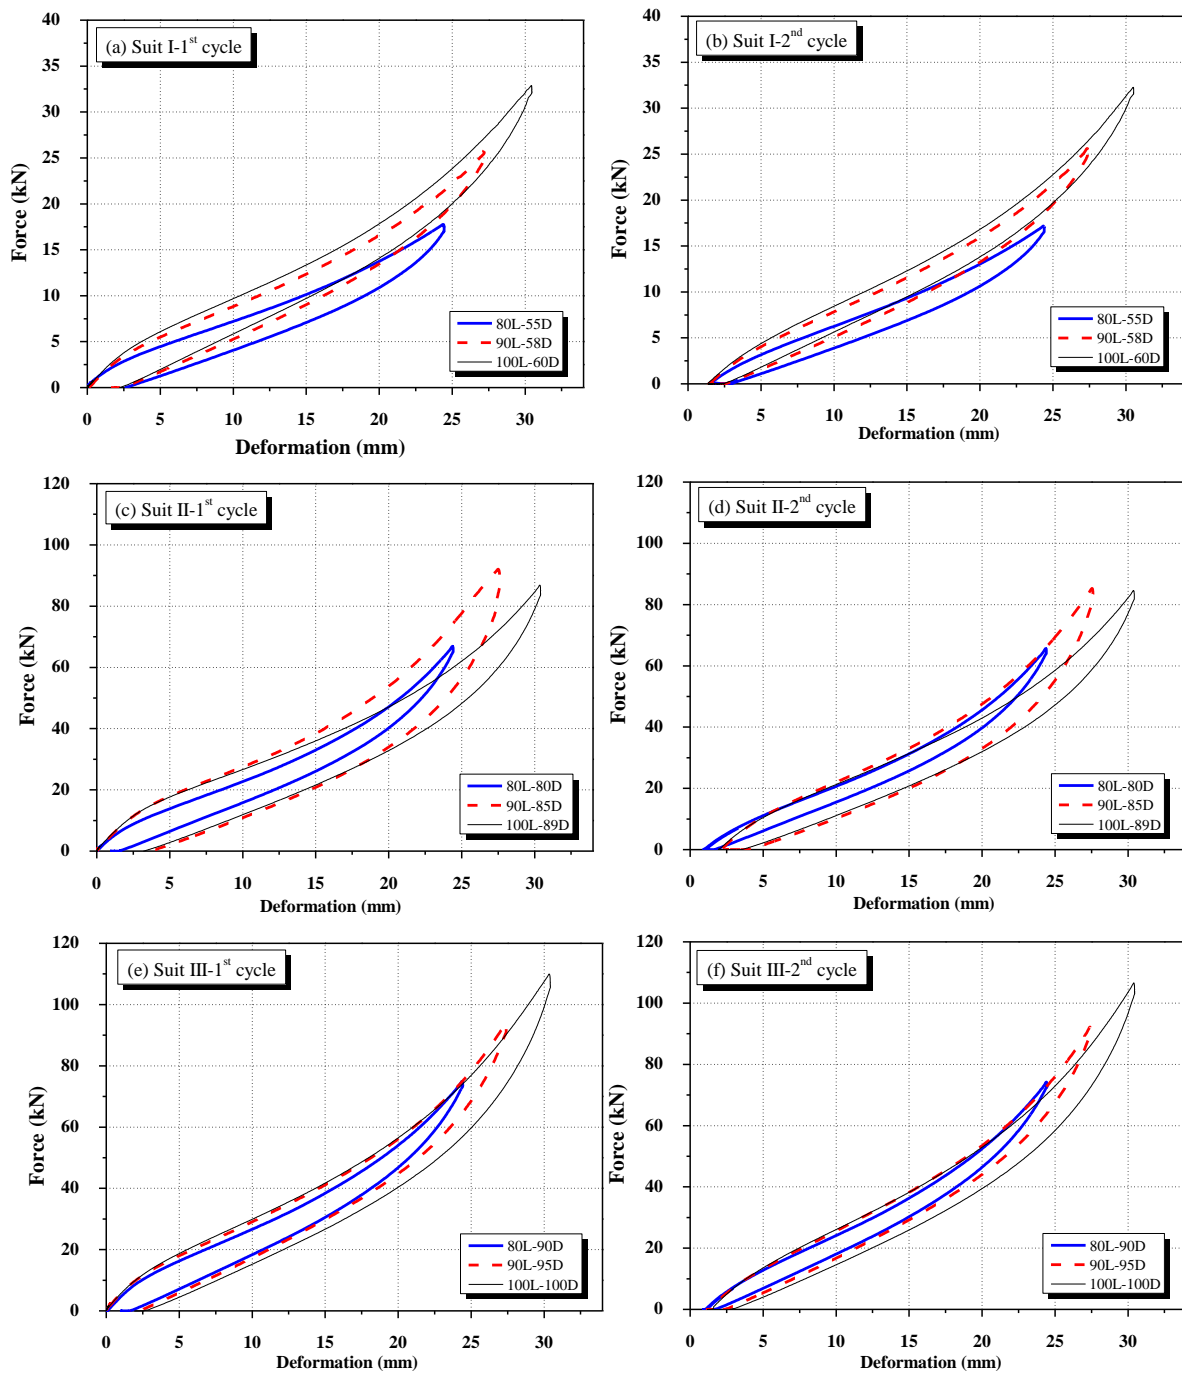 (a) Suit I-1st cycle
40
35
30
25
20
15
10
5
0
Force (kN)
80L-55D
90L-58D
100L-60D
0 5 10 15 20 25 30
Deformation (mm)
(b) Suit I-2nd cycle
40
35
30
25
20
15
10
5
0
Force (kN)
80L-55D
90L-58D
100L-60D
0 5 10 15 20 25 30
Deformation (mm)
(c) Suit II-1st cycle
120
100
80
60
40
20
0
Force (kN)
80L-80D
90L-85D
100L-89D
0 5 10 15 20 25 30
Deformation (mm)
(d) Suit II-2nd cycle
120
100
80
60
40
20
0
Force (kN)
80L-80D
90L-85D
100L-89D
0 5 10 15 20 25 30
Deformation (mm)
(e) Suit III-1st cycle
120
100
80
60
40
20
0
Force (kN)
80L-90D
90L-95D
100L-100D
0 5 10 15 20 25 30
Deformation (mm)
(f) Suit III-2nd cycle
120
100
80
60
40
20
0
Force (kN)
80L-90D
90L-95D
100L-100D
0 5 10 15 20 25 30
Deformation (mm)